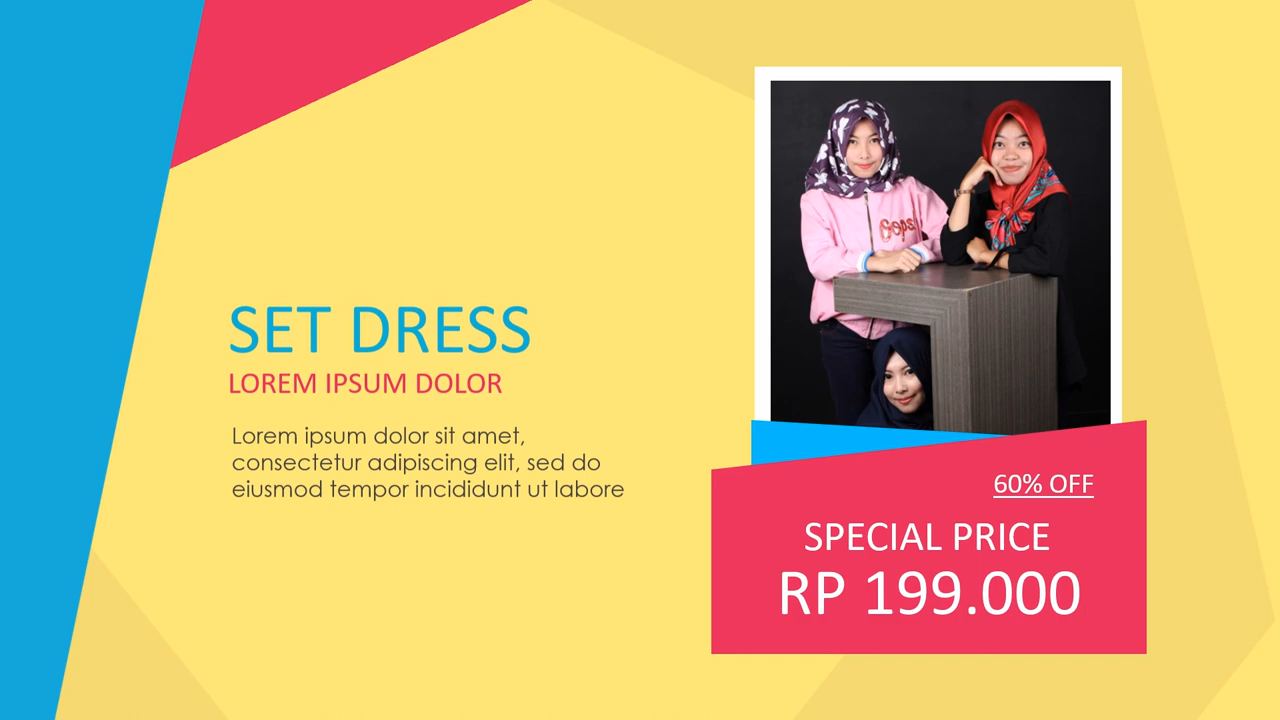 SET DRESS
LOREM IPSUM DOLOR
Lorem ipsum dolor sit amet,
consectetur adipiscing elit, sed do
eiusmod tempor incididunt ut labore
Oops!
60% OFF
SPECIAL PRICE
RP 199.000